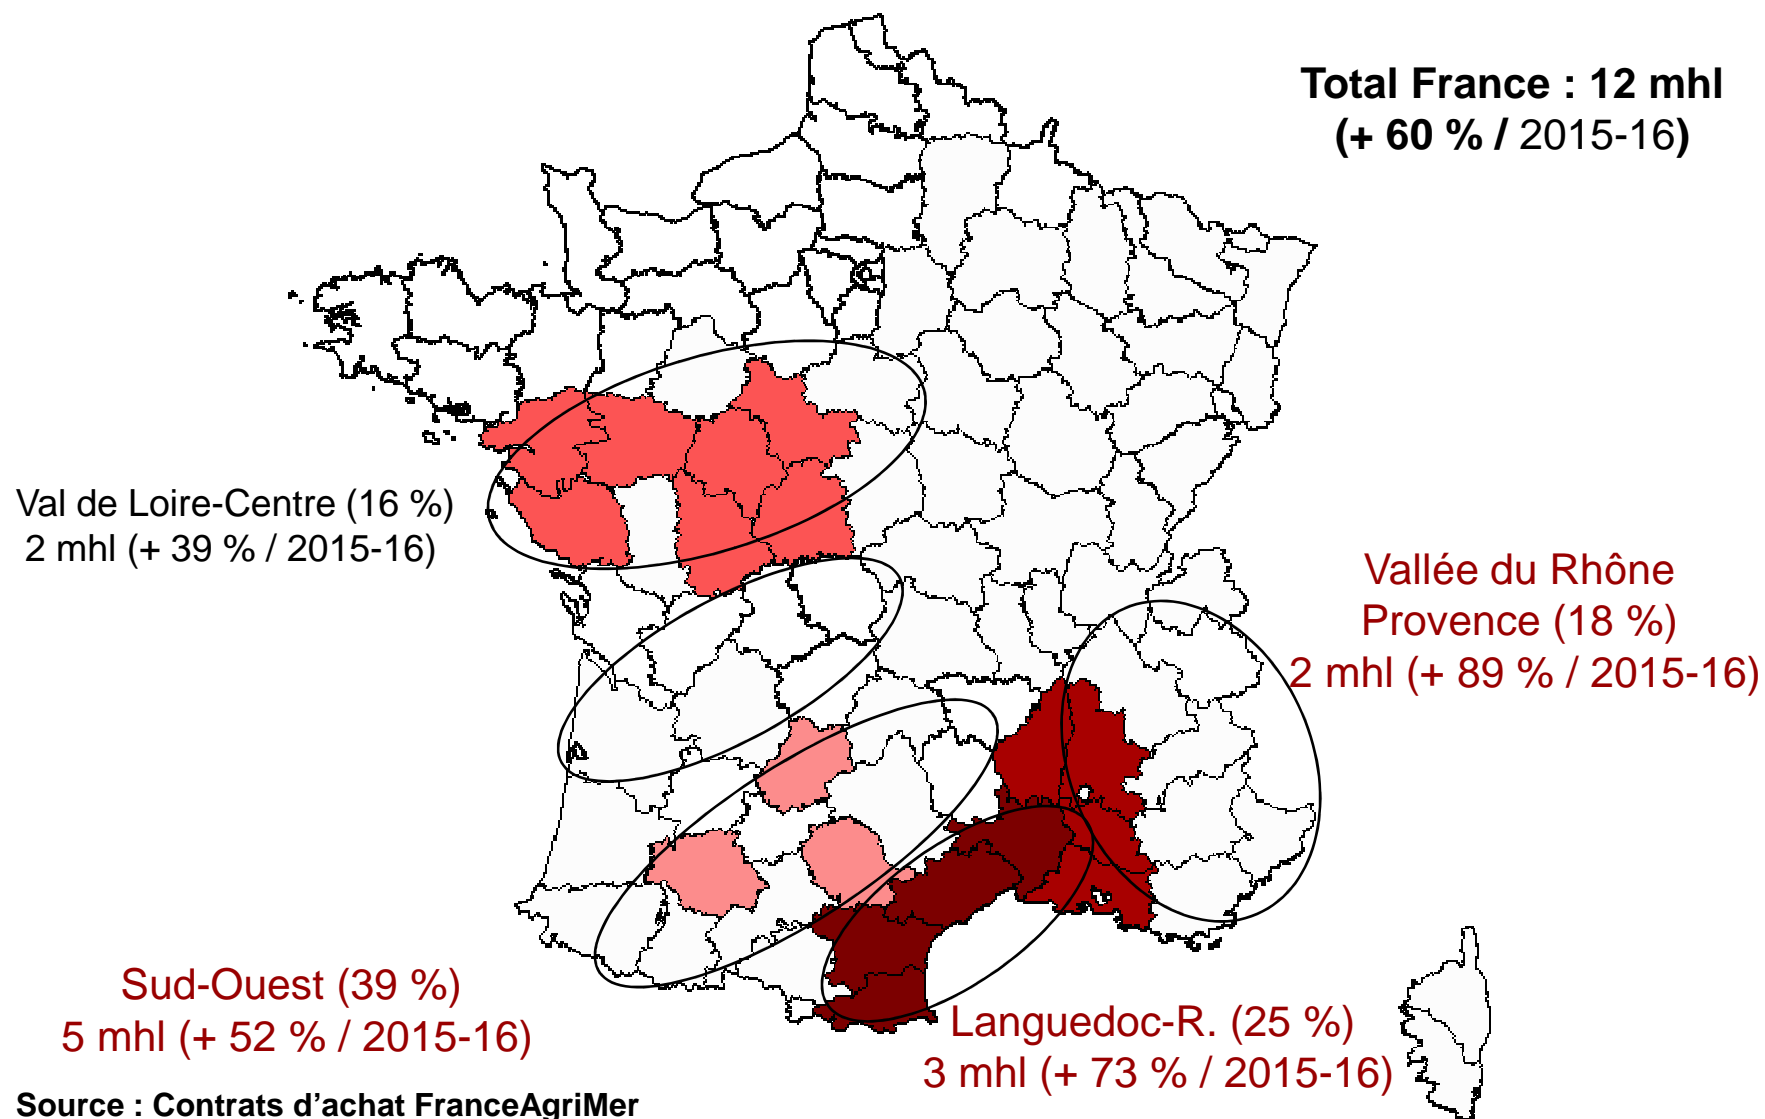 Total France : 12 mhl
(+ 60 % / 2015-16)
Val de Loire-Centre (16 %)
2 mhl (+ 39 % / 2015-16)
Vallée du Rhône
Provence (18 %)
2 mhl (+ 89 % / 2015-16)
Sud-Ouest (39 %)
5 mhl (+ 52 % / 2015-16)
Languedoc-R. (25 %)
3 mhl (+ 73 % / 2015-16)
Source : Contrats d’achat FranceAgriMer